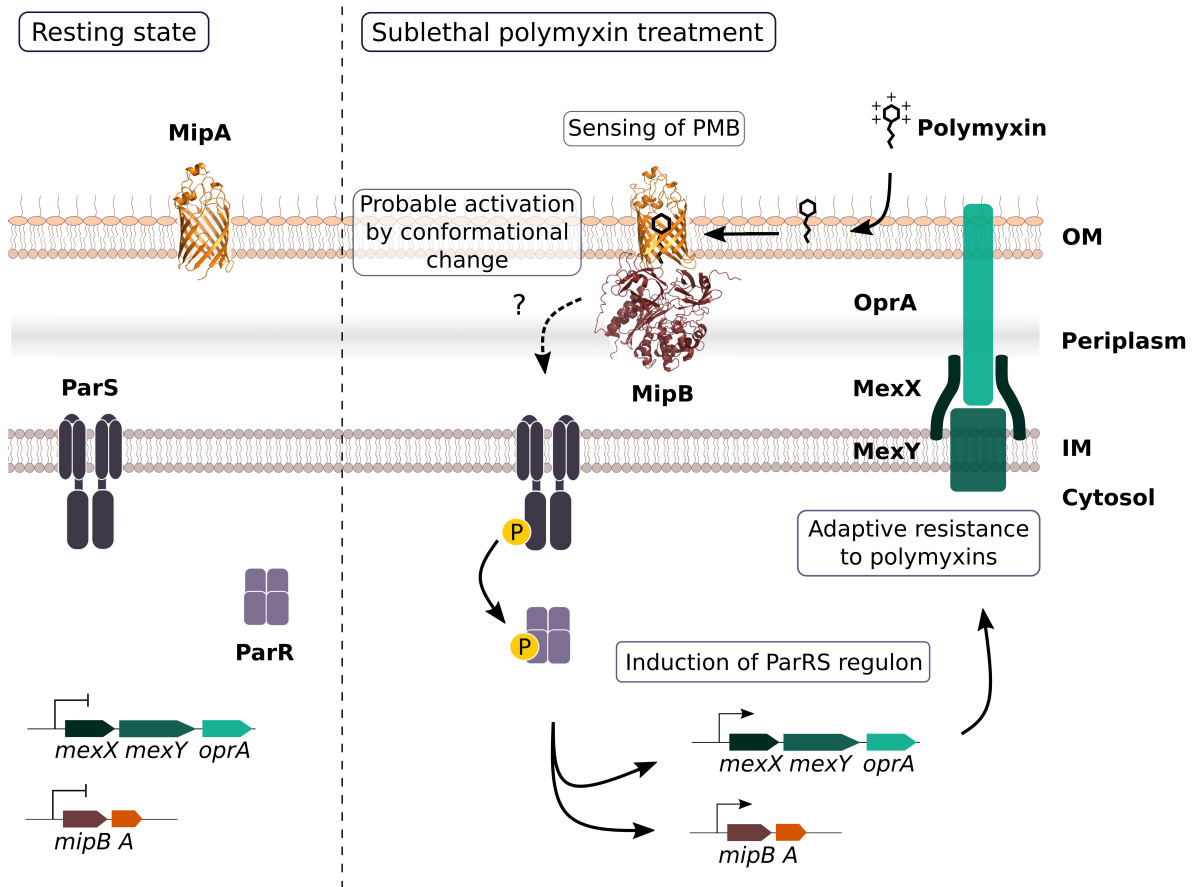 Resting state
Sublethal polymyxin treatment
MipA
Sensing of PMB
+
+ +
+ +
Polymyxin
Probable activation
by conformational
change
OM
?
OprA
Periplasm
ParS
MipB
MexX
MexY
IM
Cytosol
P
Adaptive resistance
to polymyxins
P
ParR
Induction of ParRS regulon
mexX mexY oprA
mexX mexY oprA
mipB A
mipB A